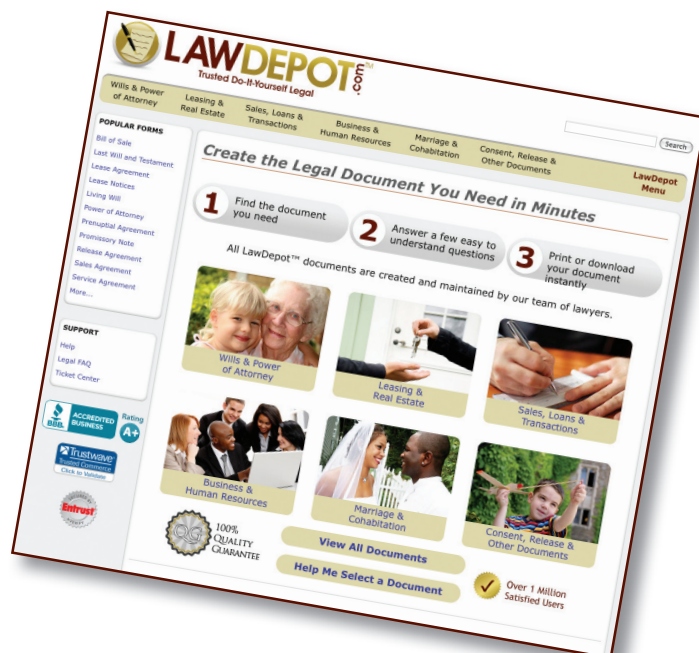 LAWDEPOT.com™
Trusted Do-It-Yourself Legal
Search
Wills & Power
of Attorney
Leasing &
Real Estate
Sales, Loans &
Transactions
Business &
Human Resources
Marriage &
Cohabitation
Consent, Release &
Other Documents
LawDepot
Menu
POPULAR FORMS
Bill of Sale
Last Will and Testament
Lease Agreement
Lease Notices
Living Will
Power of Attorney
Prenuptial Agreement
Promissory Note
Release Agreement
Sales Agreement
Service Agreement
More...
SUPPORT
Help
Legal FAQ
Ticket Center
BBB.
ACCREDITED
BUSINESS
Rating
A+
Trustwave
Trusted Commerce
Click to Validate
Entrust
Create the Legal Document You Need in Minutes
1
Find the document
you need
2
Answer a few easy to
understand questions
3
Print or download
your document
instantly
All LawDepot™ documents are created and maintained by our team of lawyers.
Wills & Power
of Attorney
Leasing &
Real Estate
Sales, Loans &
Transactions
Business &
Human Resources
Marriage &
Cohabitation
Consent, Release &
Other Documents
QG
100%
QUALITY
GUARANTEE
View All Documents
Help Me Select a Document
Over 1 Million
Satisfied Users